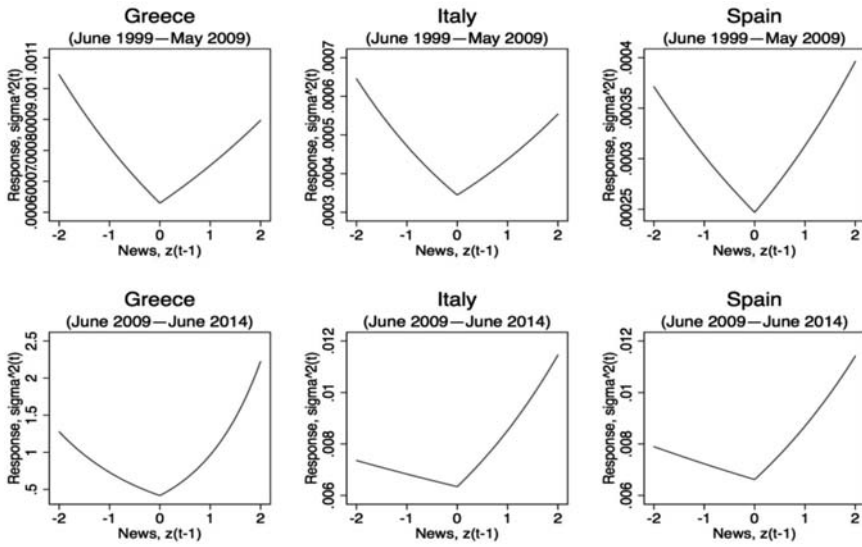 Greece
(June 1999—May 2009)
Response, sigma^2(t)
.0006 .0007 .0008 .0009 .001 .0011
-2 -1 0 1 2
News, z(t-1)
Italy
(June 1999—May 2009)
Response, sigma^2(t)
.0003 .0004 .0005 .0006 .0007
-2 -1 0 1 2
News, z(t-1)
Spain
(June 1999—May 2009)
Response, sigma^2(t)
.00025 .0003 .00035 .0004
-2 -1 0 1 2
News, z(t-1)
Greece
(June 2009—June 2014)
Response, sigma^2(t)
.5 1 1.5 2 2.5
-2 -1 0 1 2
News, z(t-1)
Italy
(June 2009—June 2014)
Response, sigma^2(t)
.006 .008 .01 .012
-2 -1 0 1 2
News, z(t-1)
Spain
(June 2009—June 2014)
Response, sigma^2(t)
.006 .008 .01 .012
-2 -1 0 1 2
News, z(t-1)